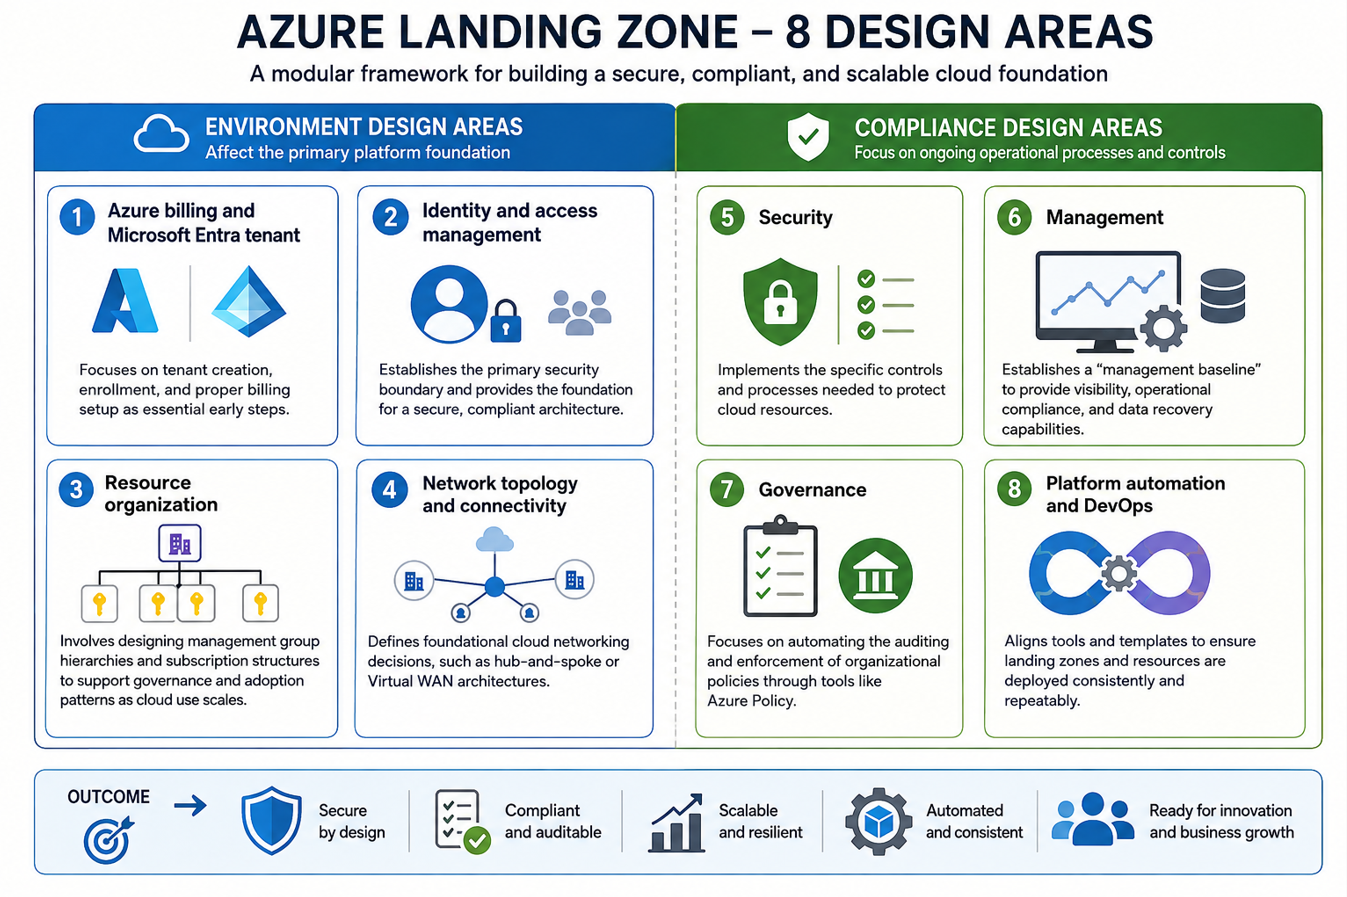 AZURE LANDING ZONE – 8 DESIGN AREAS
A modular framework for building a secure, compliant, and scalable cloud foundation
ENVIRONMENT DESIGN AREAS
Affect the primary platform foundation
COMPLIANCE DESIGN AREAS
Focus on ongoing operational processes and controls
1
Azure billing and
Microsoft Entra tenant
Focuses on tenant creation,
enrollment, and proper billing
setup as essential early steps.
2
Identity and access
management
Establishes the primary security
boundary and provides the foundation
for a secure, compliant architecture.
5
Security
Implements the specific controls
and processes needed to protect
cloud resources.
6
Management
Establishes a “management baseline”
to provide visibility, operational
compliance, and data recovery
capabilities.
3
Resource
organization
Involves designing management group
hierarchies and subscription structures
to support governance and adoption
patterns as cloud use scales.
4
Network topology
and connectivity
Defines foundational cloud networking
decisions, such as hub-and-spoke or
Virtual WAN architectures.
7
Governance
Focuses on automating the auditing
and enforcement of organizational
policies through tools like
Azure Policy.
8
Platform automation
and DevOps
Aligns tools and templates to ensure
landing zones and resources are
deployed consistently and
repeatably.
OUTCOME
Secure
by design
Compliant
and auditable
Scalable
and resilient
Automated
and consistent
Ready for innovation
and business growth